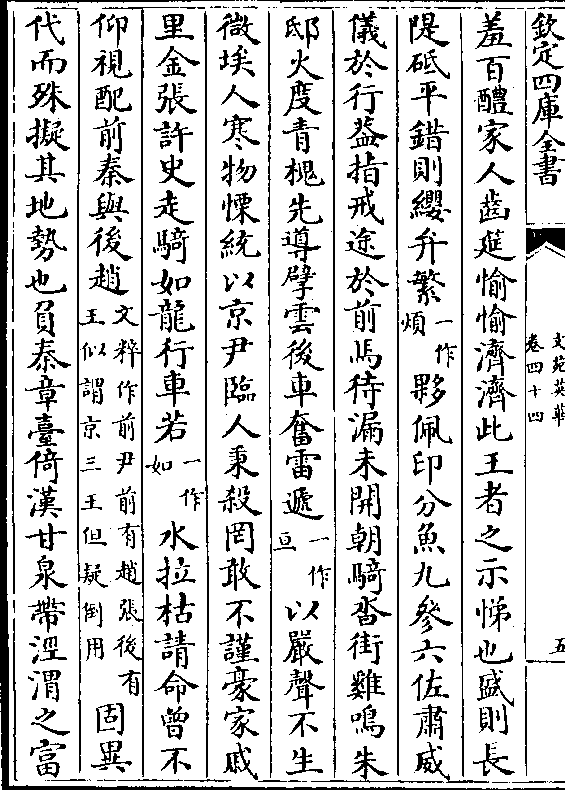 欽定四庫全書
文苑英華
卷四十四
五
羞百醴家人齒筵愉愉濟濟此王者之示悌也盛則長
隄砥平錯則纓弁繁一作煩夥佩印分魚九參六佐肅威
儀於行葢指戒途於前馬待漏未開朝騎沓街雞鳴朱
邸火度青槐先導擘雲後車奮雷遞一作亘以嚴聲不生
微埃人寒物慄統以京尹臨人秉殺罔敢不謹豪家戚
里金張許史走騎如龍行車若一作如水拉枯請命曾不
仰視配前秦與後趙文粹作前尹前有趙張後有王似謂京三王但疑倒用固異
代而殊擬其地勢也負秦章臺倚漢甘泉帶涇渭之富